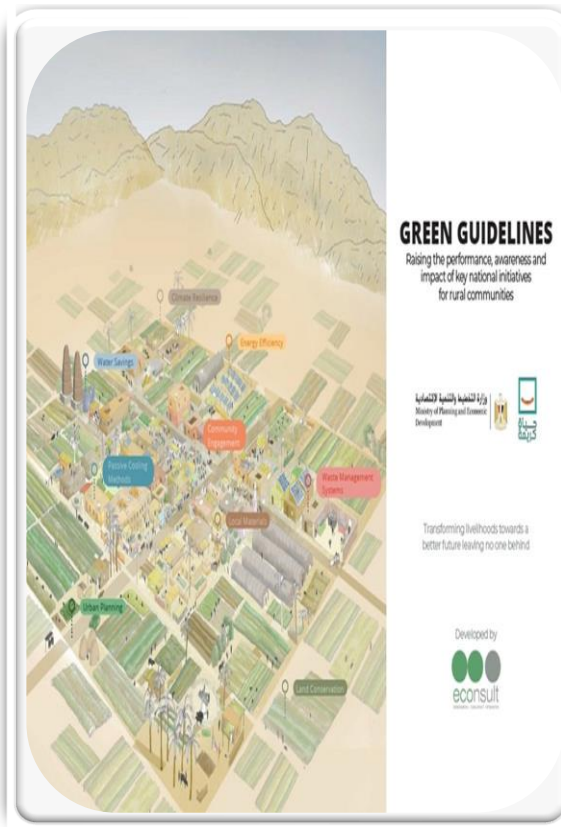 Climate Resilience
Energy Efficiency
Water Savings
Community
Engagement
Passive Cooling
Methods
Waste Management
Systems
Local Materials
Urban Planning
Land Conservation
GREEN GUIDELINES
Raising the performance, awareness and
impact of key national initiatives
for rural communities
وزارة التخطيط والتنمية الاقتصادية
Ministry of Planning and Economic
Development
حياة
كريمة
Transforming livelihoods towards a
better future leaving no one behind
Developed by
econsult